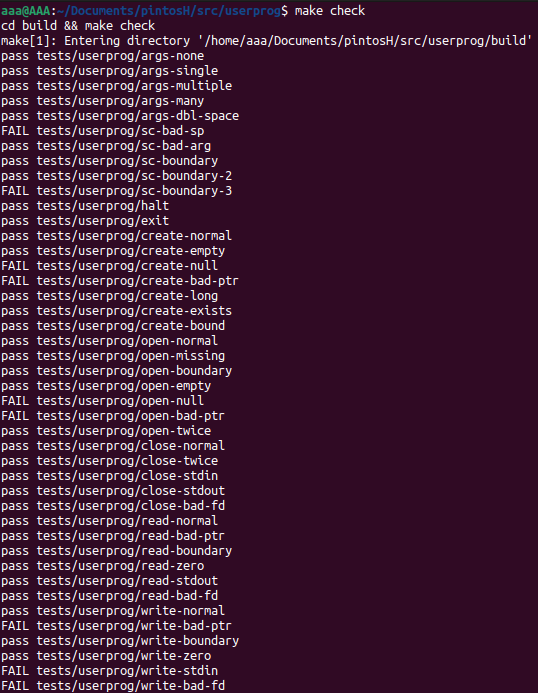 aaa@AAA:~/Documents/pintosH/src/userprog$ make check
cd build && make check
make[1]: Entering directory '/home/aaa/Documents/pintosH/src/userprog/build'
pass tests/userprog/args-none
pass tests/userprog/args-single
pass tests/userprog/args-multiple
pass tests/userprog/args-many
pass tests/userprog/args-dbl-space
FAIL tests/userprog/sc-bad-sp
pass tests/userprog/sc-bad-arg
pass tests/userprog/sc-boundary
pass tests/userprog/sc-boundary-2
FAIL tests/userprog/sc-boundary-3
pass tests/userprog/halt
pass tests/userprog/exit
pass tests/userprog/create-normal
pass tests/userprog/create-empty
FAIL tests/userprog/create-null
FAIL tests/userprog/create-bad-ptr
pass tests/userprog/create-long
pass tests/userprog/create-exists
pass tests/userprog/create-bound
pass tests/userprog/open-normal
pass tests/userprog/open-missing
pass tests/userprog/open-boundary
pass tests/userprog/open-empty
FAIL tests/userprog/open-null
FAIL tests/userprog/open-bad-ptr
pass tests/userprog/open-twice
pass tests/userprog/close-normal
pass tests/userprog/close-twice
pass tests/userprog/close-stdin
pass tests/userprog/close-stdout
pass tests/userprog/close-bad-fd
pass tests/userprog/read-normal
pass tests/userprog/read-bad-ptr
pass tests/userprog/read-boundary
pass tests/userprog/read-zero
pass tests/userprog/read-stdout
pass tests/userprog/read-bad-fd
pass tests/userprog/write-normal
FAIL tests/userprog/write-bad-ptr
pass tests/userprog/write-boundary
pass tests/userprog/write-zero
FAIL tests/userprog/write-stdin
FAIL tests/userprog/write-bad-fd